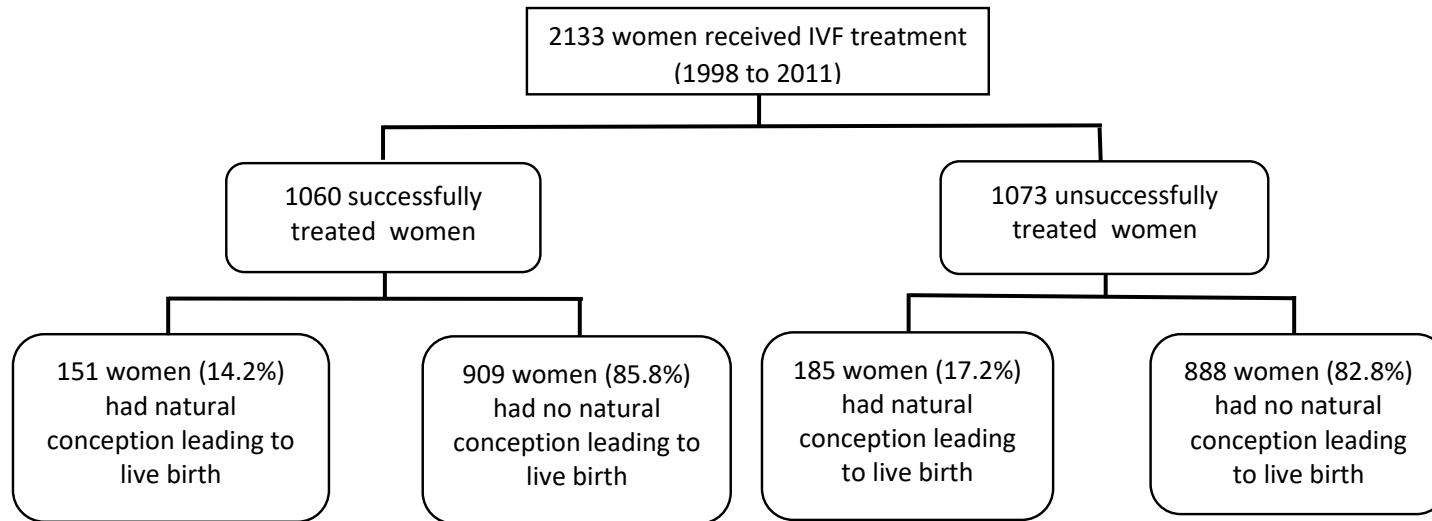 2133 women received IVF treatment
(1998 to 2011)
1060 successfully
treated women
1073 unsuccessfully
treated women
151 women (14.2%)
had natural
conception leading to
live birth
909 women (85.8%)
had no natural
conception leading to
live birth
185 women (17.2%)
had natural
conception leading
to live birth
888 women (82.8%)
had no natural
conception leading
to live birth